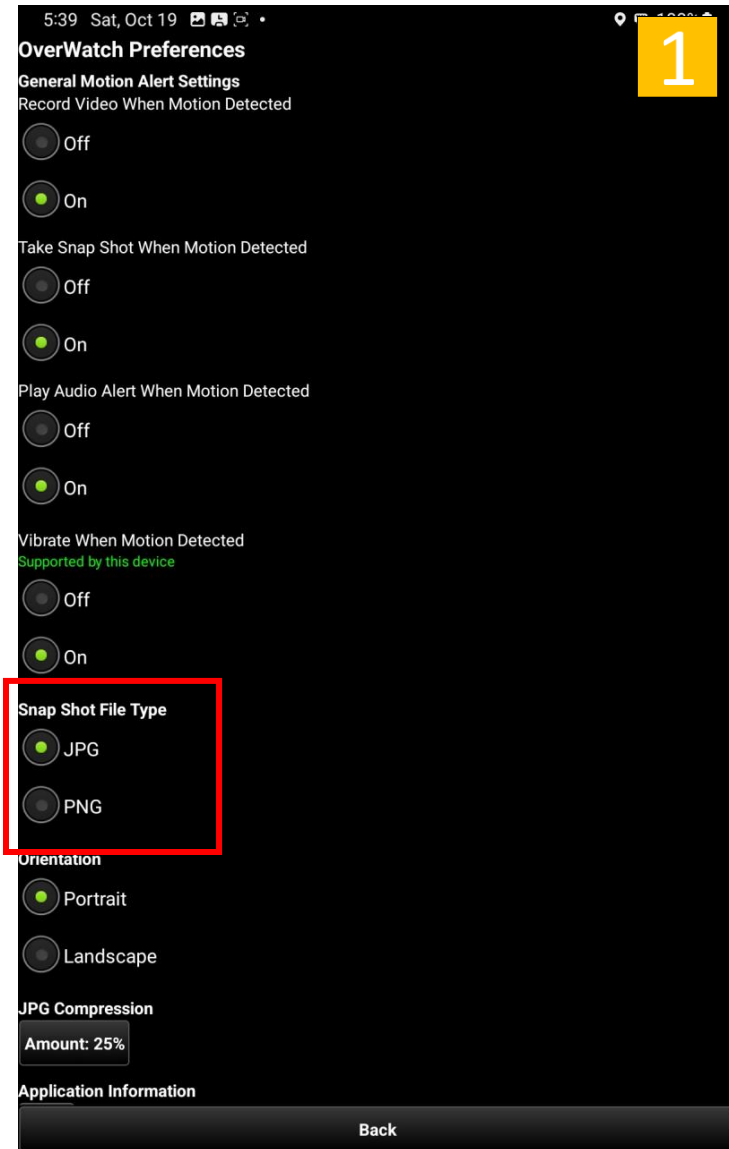 5:39 Sat, Oct 19
OverWatch Preferences
1
General Motion Alert Settings
Record Video When Motion Detected
Off
On
Take Snap Shot When Motion Detected
Off
On
Play Audio Alert When Motion Detected
Off
On
Vibrate When Motion Detected
Supported by this device
Off
On
Snap Shot File Type
JPG
PNG
Orientation
Portrait
Landscape
JPG Compression
Amount: 25%
Application Information
Back